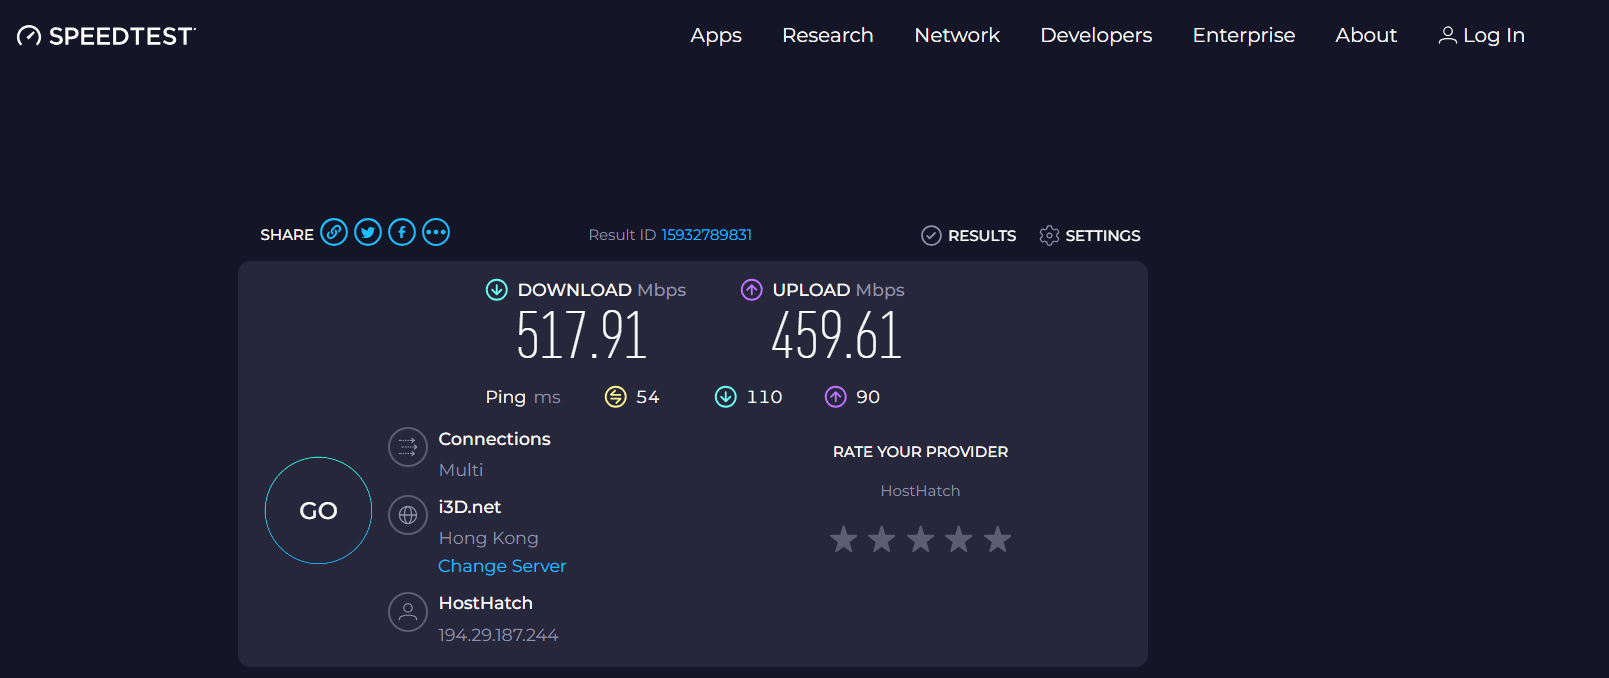 SPEEDTEST
Apps Research Network Developers Enterprise About Log In
SHARE Result ID 15932789831 RESULTS SETTINGS
DOWNLOAD Mbps UPLOAD Mbps
517.91 459.61
Ping ms 54 110 90
Connections
Multi
RATE YOUR PROVIDER
HostHatch
GO
i3D.net
Hong Kong
Change Server
HostHatch
194.29.187.244